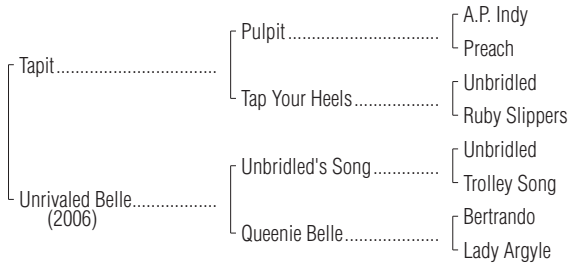 A.P. Indy
Pulpit
Preach
Tapit
Unbridled
Tap Your Heels
Ruby Slippers
Unbridled
Unbridled's Song
Trolley Song
Unrivaled Belle
(2006)
Bertrando
Queenie Belle
Lady Argyle